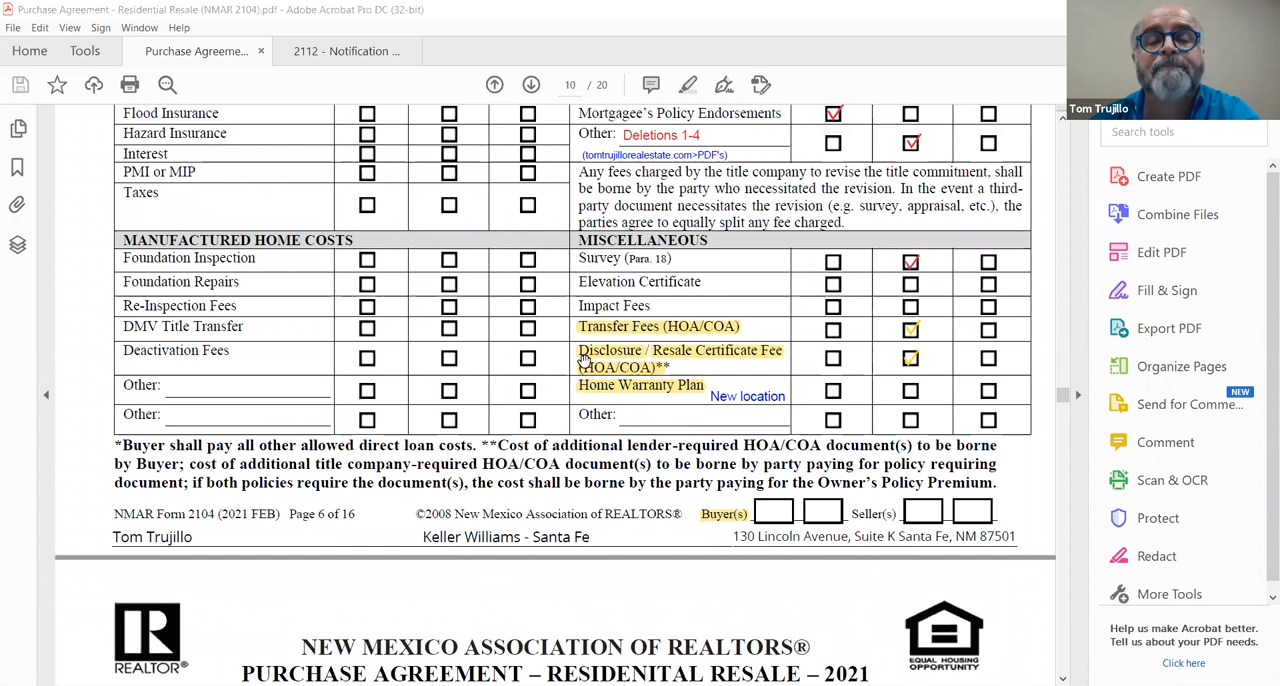 Purchase Agreement - Residential Resale (NMAR 2104).pdf - Adobe Acrobat Pro DC (32-bit)
File Edit View Sign Window Help
Home Tools Purchase Agreeme... × 2112 - Notification ...
10 / 20
Tom Trujillo
Flood Insurance
Hazard Insurance
Interest
PMI or MIP
Taxes
Mortgagee's Policy Endorsements
Other: Deletions 1-4
(tomtrujillorealestate.com>PDF's)
Any fees charged by the title company to revise the title commitment, shall
be borne by the party who necessitated the revision. In the event a third-
party document necessitates the revision (e.g. survey, appraisal, etc.), the
parties agree to equally split any fee charged.
MANUFACTURED HOME COSTS
Foundation Inspection
Foundation Repairs
Re-Inspection Fees
DMV Title Transfer
Deactivation Fees
Other:
Other:
MISCELLANEOUS
Survey (Para. 18)
Elevation Certificate
Impact Fees
Transfer Fees (HOA/COA)
Disclosure / Resale Certificate Fee
(HOA/COA)**
Home Warranty Plan
New location
Other:
*Buyer shall pay all other allowed direct loan costs. **Cost of additional lender-required HOA/COA document(s) to be borne
by Buyer; cost of additional title company-required HOA/COA document(s) to be borne by party paying for policy requiring
document; if both policies require the document(s), the cost shall be borne by the party paying for the Owner's Policy Premium.
NMAR Form 2104 (2021 FEB) Page 6 of 16 ©2008 New Mexico Association of REALTORS® Buyer(s) Seller(s)
Tom Trujillo Keller Williams - Santa Fe 130 Lincoln Avenue, Suite K Santa Fe, NM 87501
REALTOR®
NEW MEXICO ASSOCIATION OF REALTORS®
PURCHASE AGREEMENT – RESIDENTIAL RESALE – 2021
EQUAL HOUSING
OPPORTUNITY
Search tools
Create PDF
Combine Files
Edit PDF
Fill & Sign
Export PDF
Organize Pages
NEW
Send for Comme...
Comment
Scan & OCR
Protect
Redact
More Tools
Help us make Acrobat better.
Tell us about your PDF needs.
Click here